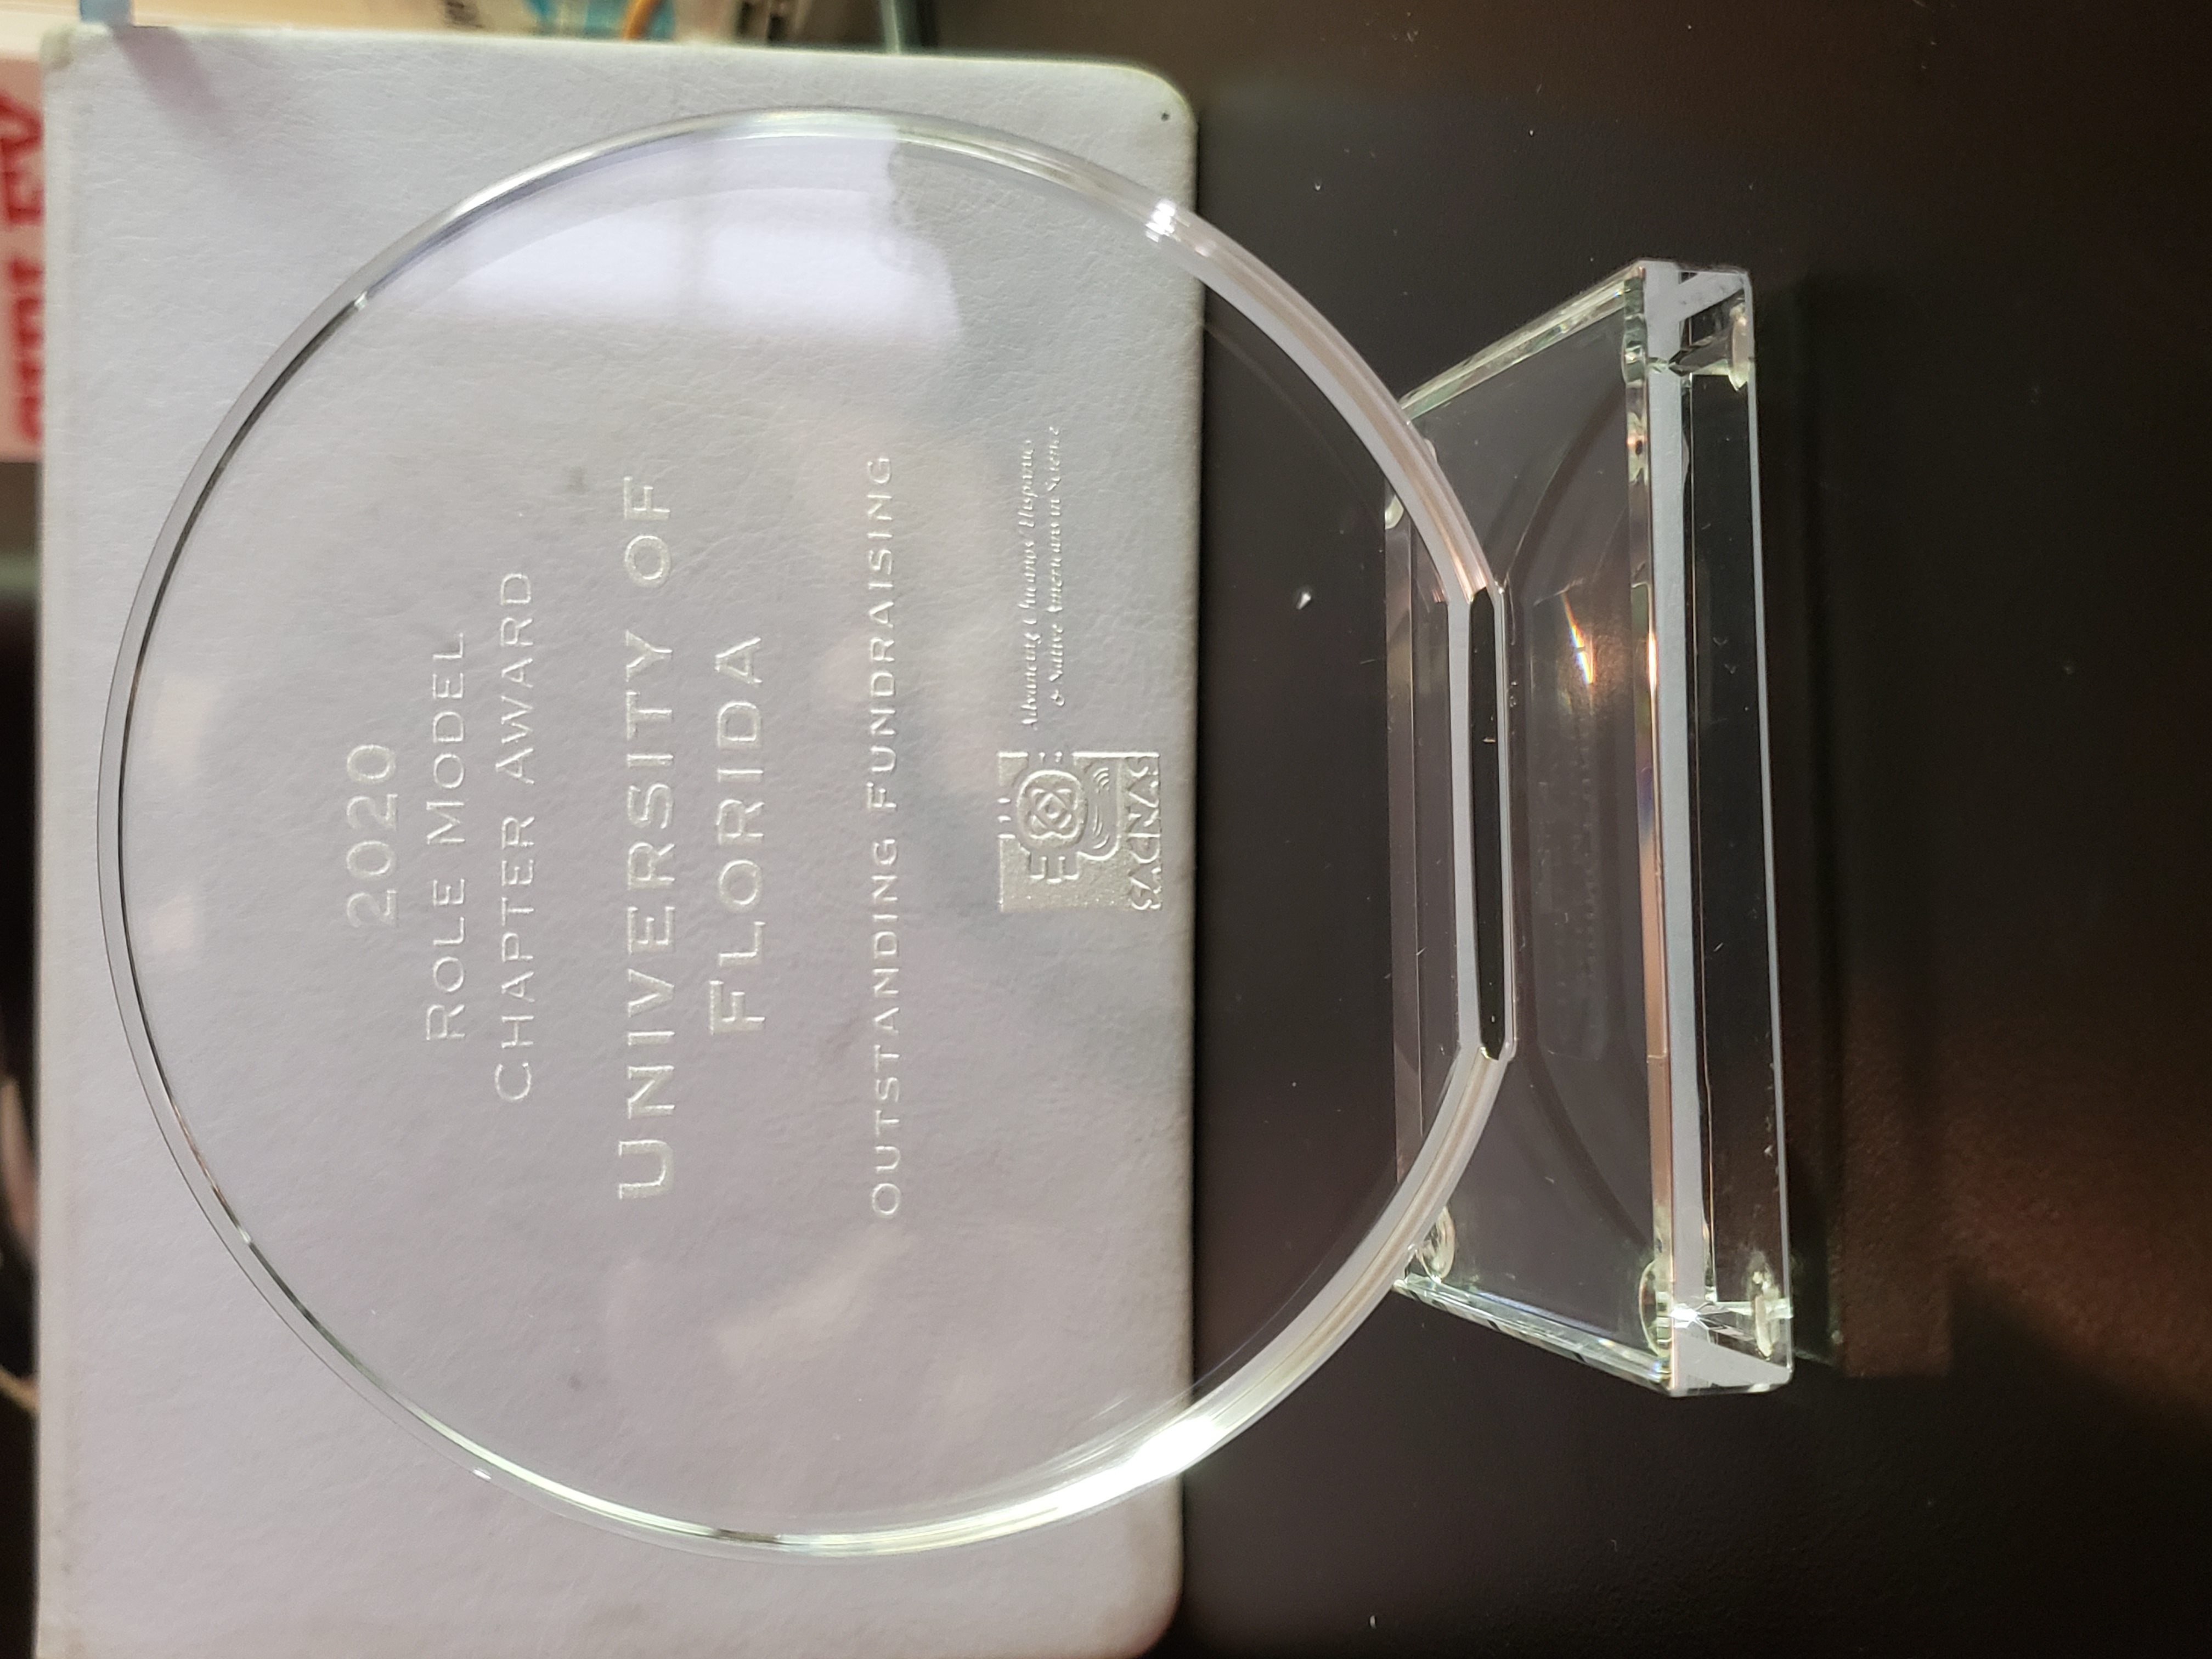 2020
Role Model
Chapter Award
University of
Florida
Outstanding Fundraising
Advancing Chicanos/Hispanics
& Native Americans in Science
SACNAS